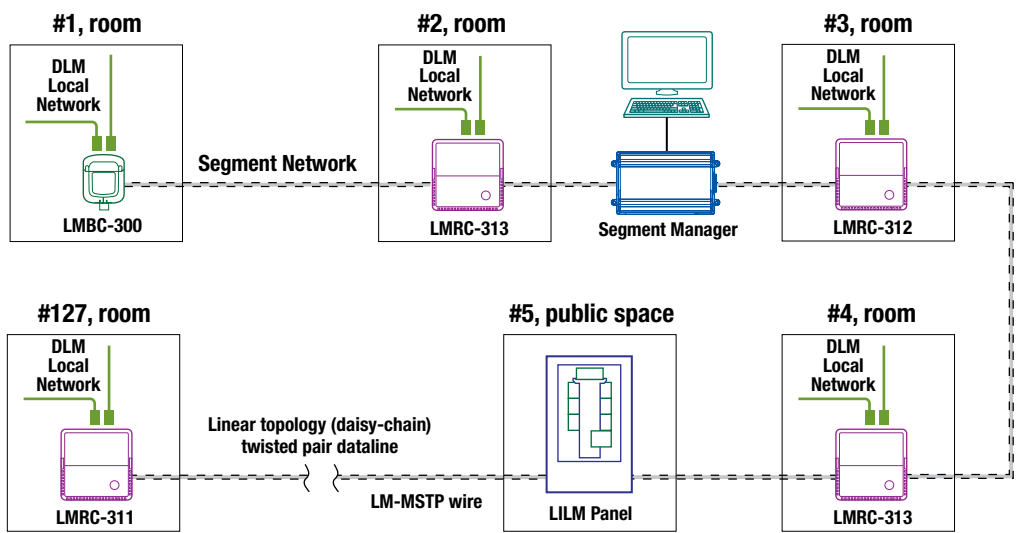 #1, room
DLM
Local
Network
LMBC-300
Segment Network
#2, room
DLM
Local
Network
LMRC-313
Segment Manager
#3, room
DLM
Local
Network
LMRC-312
#127, room
DLM
Local
Network
LMRC-311
Linear topology (daisy-chain)
twisted pair dataline
LM-MSTP wire
#5, public space
LILM Panel
#4, room
DLM
Local
Network
LMRC-313